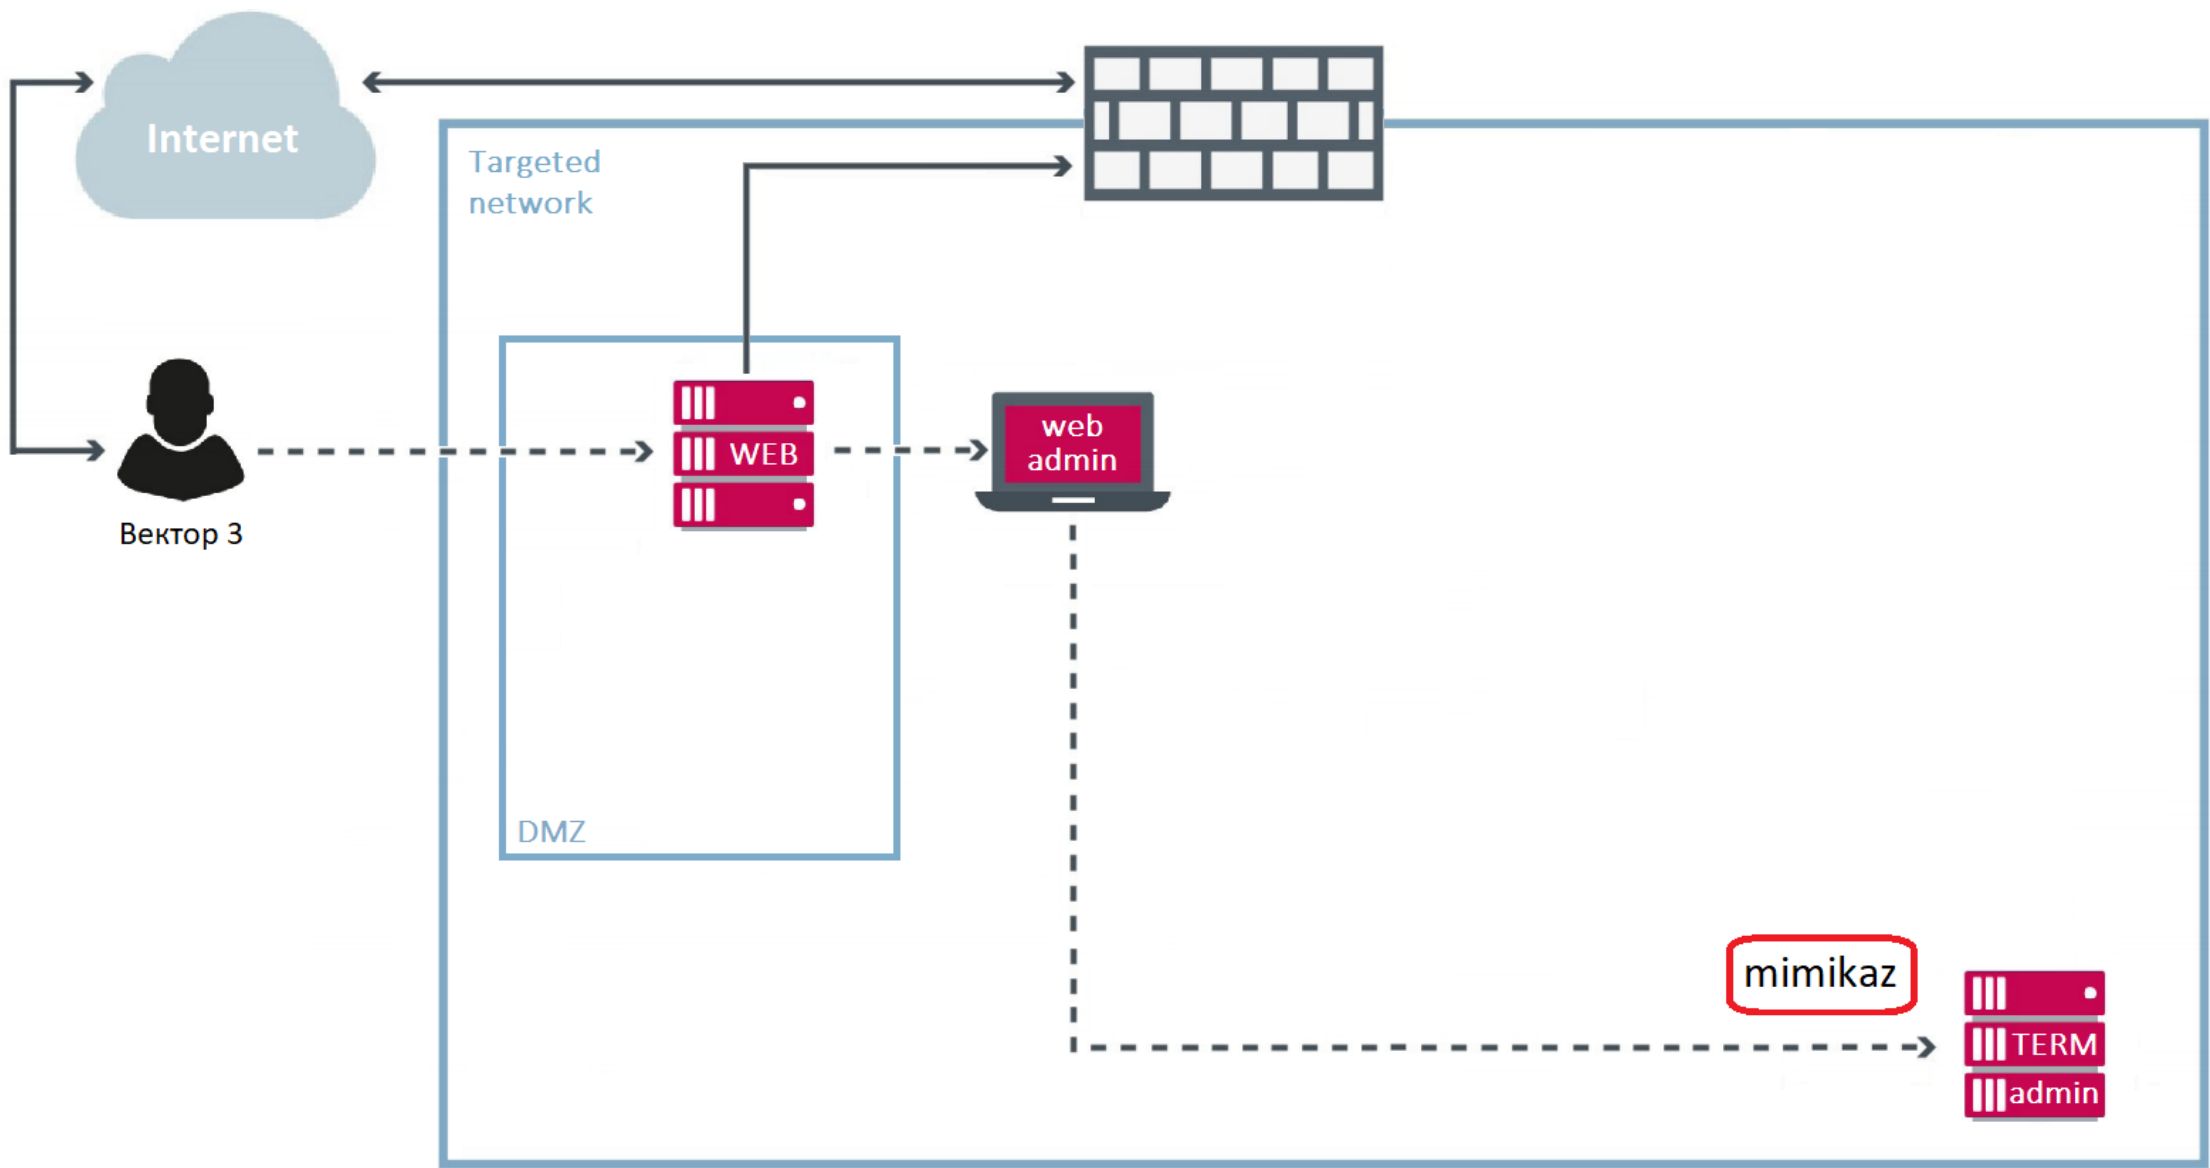 Internet
Targeted
network
WEB
web
admin
Вектор 3
DMZ
mimikaz
TERM
admin